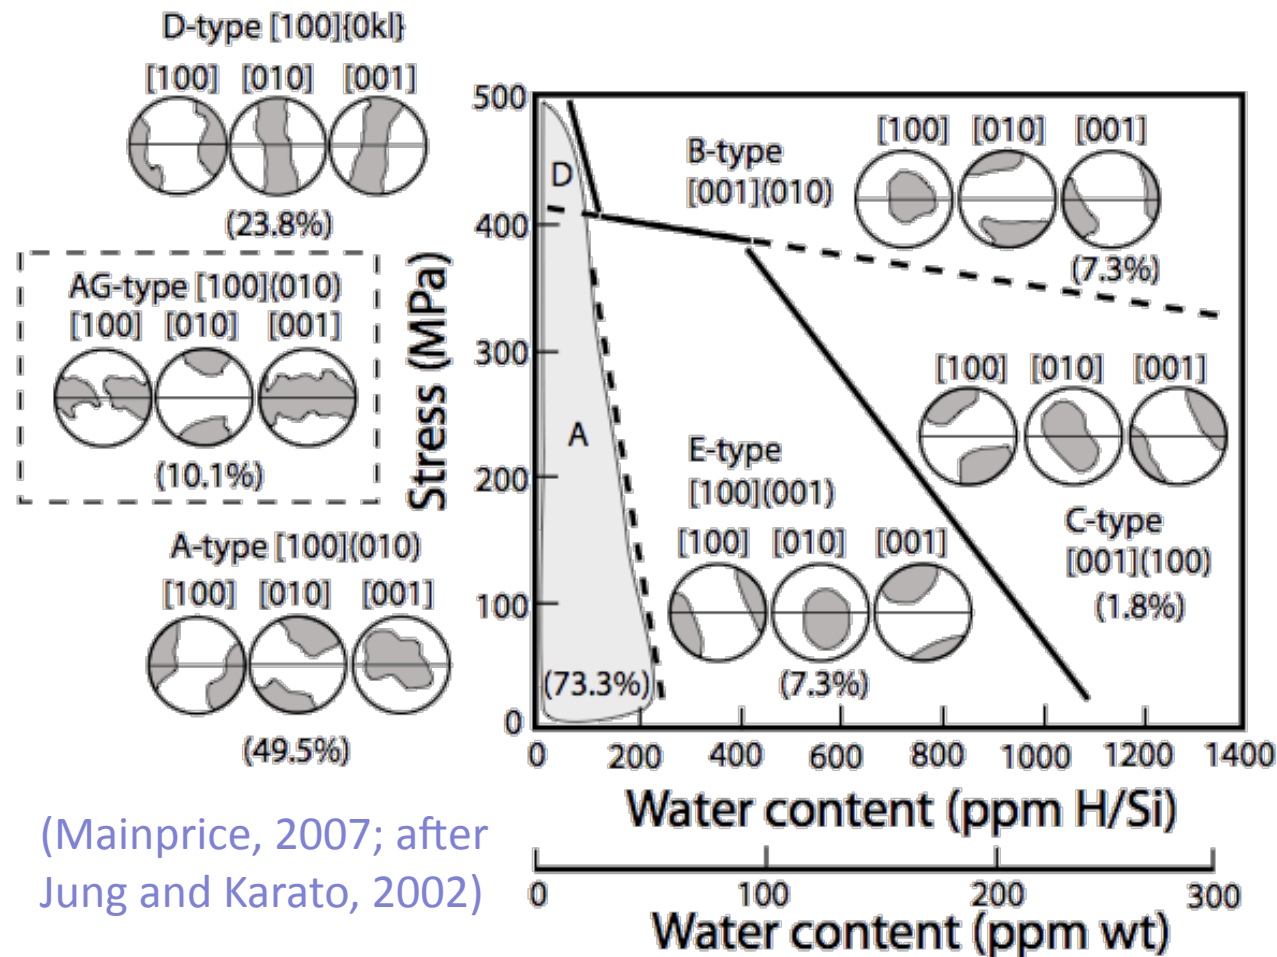 D-type [100]{0kl}
[100] [010] [001]
(23.8%)
AG-type [100](010)
[100] [010] [001]
(10.1%)
A-type [100](010)
[100] [010] [001]
(49.5%)
(Mainprice, 2007; after
Jung and Karato, 2002)
Stress (MPa)
500
400
300
200
100
0
D
A
(73.3%)
B-type
[001](010)
[100] [010] [001]
(7.3%)
E-type
[100](001)
[100] [010] [001]
(7.3%)
[100] [010] [001]
C-type
[001](100)
(1.8%)
0 200 400 600 800 1000 1200 1400
Water content (ppm H/Si)
0 100 200 300
Water content (ppm wt)